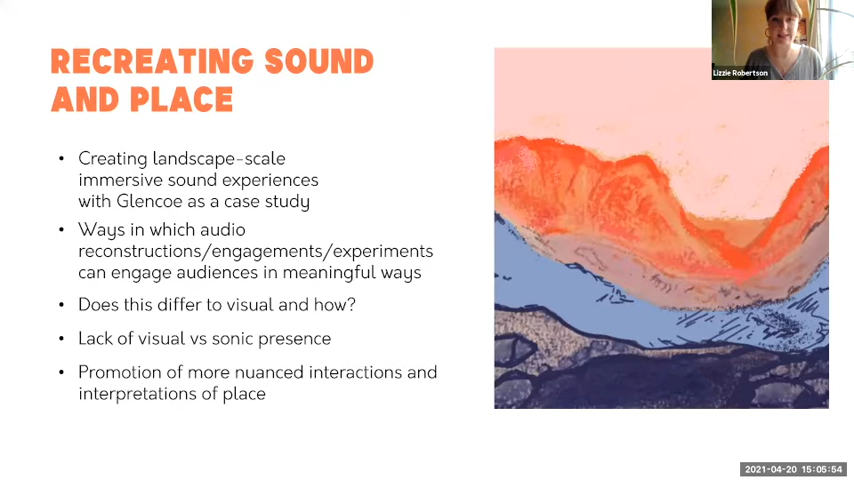 RECREATING SOUND
AND PLACE
• Creating landscape-scale
immersive sound experiences
with Glencoe as a case study
• Ways in which audio
reconstructions/engagements/experiments
can engage audiences in meaningful ways
• Does this differ to visual and how?
• Lack of visual vs sonic presence
• Promotion of more nuanced interactions and
interpretations of place
Lizzie Robertson
2021-04-20 15:05:54